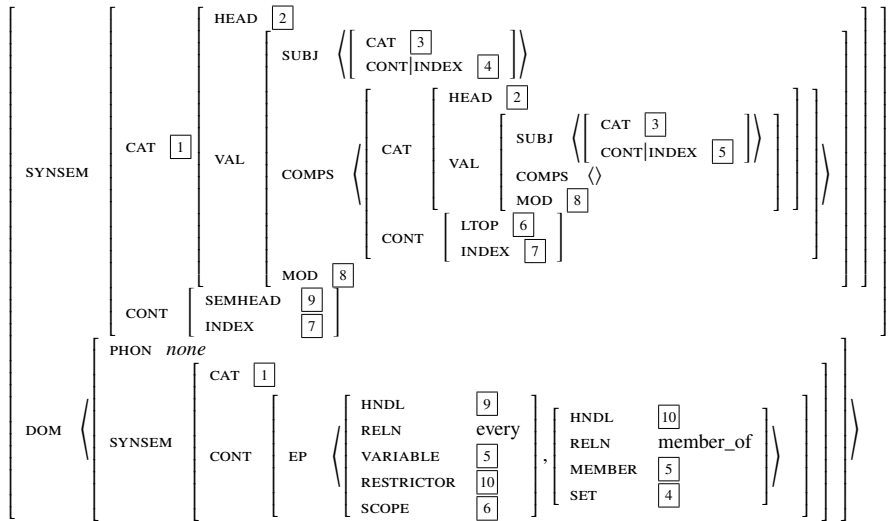 HEAD 2
SUBJ ⟨[ CAT 3
CONT|INDEX 4 ]⟩
HEAD 2
SUBJ ⟨[ CAT 3
CAT 1 VAL CAT VAL CONT|INDEX 5 ]⟩
SYNSEM COMPS ⟨ COMPS ⟨⟩ ⟩
MOD 8
CONT [ LTOP 6
INDEX 7 ]
MOD 8
CONT [ SEMHEAD 9
INDEX 7 ]
PHON none
CAT 1
HNDL 9
HNDL 10
RELN every
RELN member_of
DOM ⟨ SYNSEM CONT EP ⟨ VARIABLE 5 , MEMBER 5 ⟩ ⟩
RESTRICTOR 10
SET 4
SCOPE 6